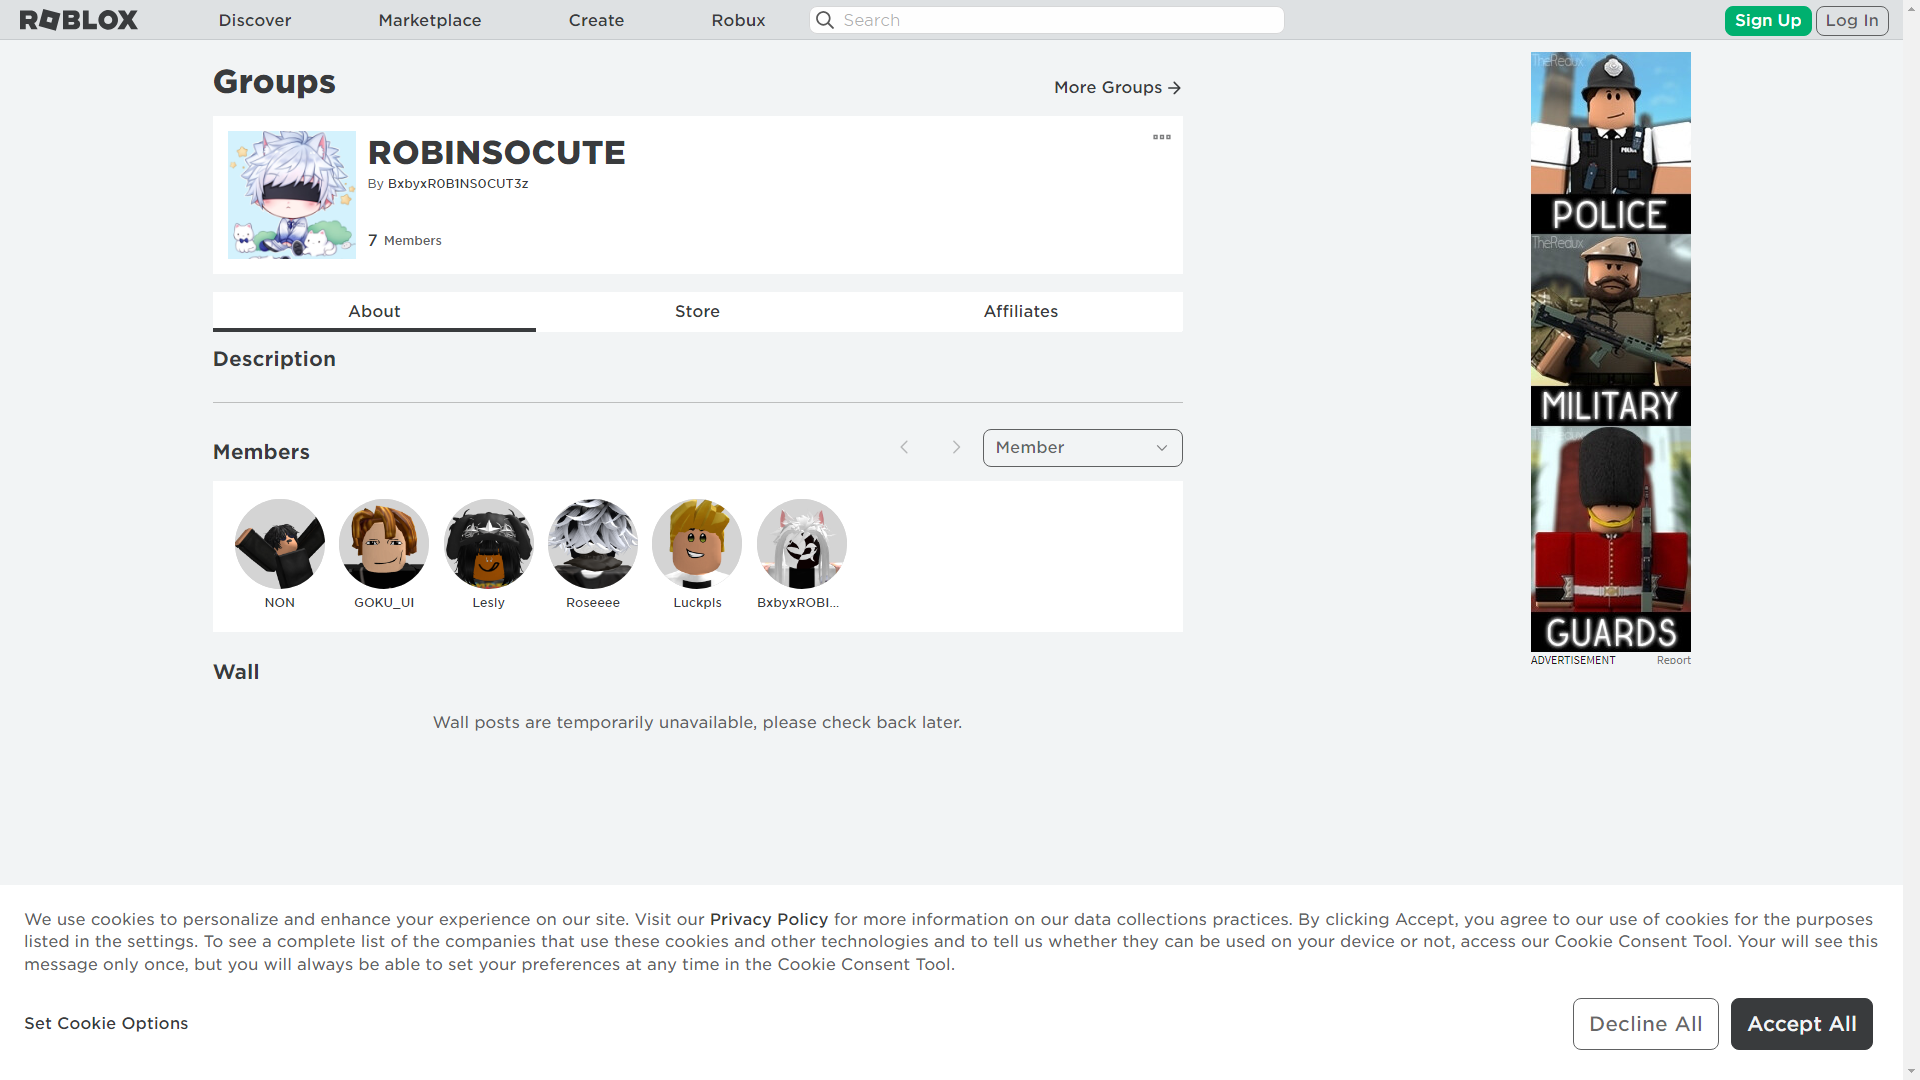 ROBLOX
Discover
Marketplace
Create
Robux
Search
Sign Up
Log In
Groups
More Groups
ROBINSOCUTE
By BxbyxR0B1NS0CUT3z
7 Members
About
Store
Affiliates
Description
Members
Member
NON
GOKU_UI
Lesly
Roseeee
Luckpls
BxbyxROBI...
Wall
Wall posts are temporarily unavailable, please check back later.
TheRedux
POLICE
TheRedux
MILITARY
GUARDS
ADVERTISEMENT
Report
We use cookies to personalize and enhance your experience on our site. Visit our Privacy Policy for more information on our data collections practices. By clicking Accept, you agree to our use of cookies for the purposes
listed in the settings. To see a complete list of the companies that use these cookies and other technologies and to tell us whether they can be used on your device or not, access our Cookie Consent Tool. Your will see this
message only once, but you will always be able to set your preferences at any time in the Cookie Consent Tool.
Set Cookie Options
Decline All
Accept All